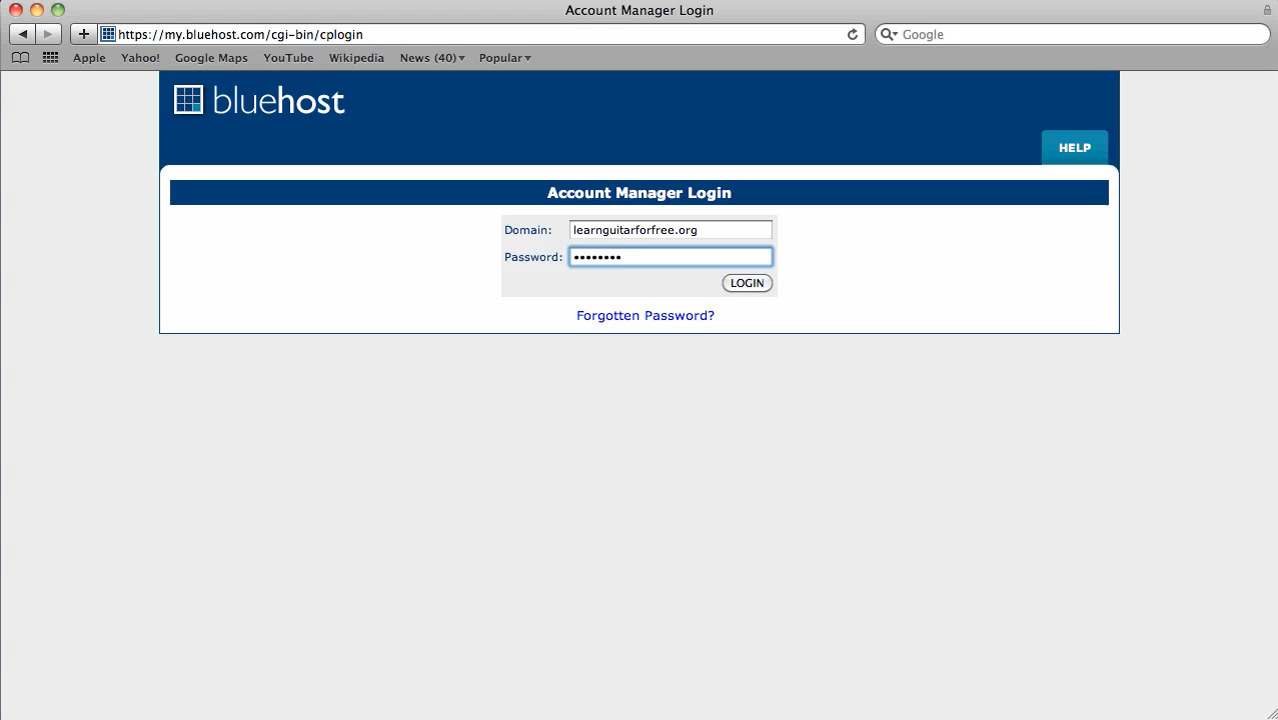 Account Manager Login
https://my.bluehost.com/cgi-bin/cplogin
Google
Apple Yahoo! Google Maps YouTube Wikipedia News (40) Popular
bluehost
HELP
Account Manager Login
Domain: learnguitarforfree.org
Password: ••••••••
LOGIN
Forgotten Password?